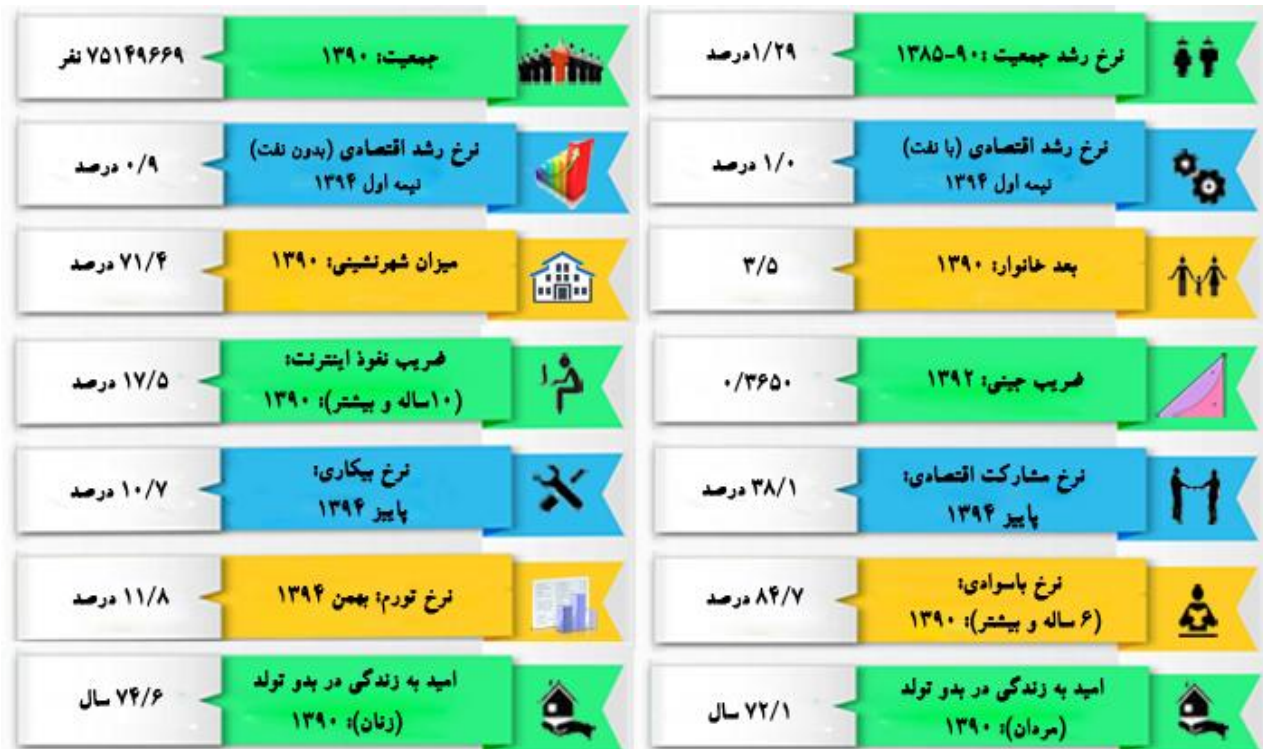 نرخ رشد جمعیت :۹۰-۱۳۸۵
۱/۲۹درصد
جمعیت: ۱۳۹۰
۷۵۱۴۹۶۶۹ نفر
نرخ رشد اقتصادی (با نفت)
نیمه اول ۱۳۹۴
۱/۰ درصد
نرخ رشد اقتصادی (بدون نفت)
نیمه اول ۱۳۹۴
۰/۹ درصد
بعد خانوار: ۱۳۹۰
۳/۵
میزان شهرنشینی: ۱۳۹۰
۷۱/۴ درصد
ضریب جینی: ۱۳۹۲
۰/۳۶۵۰
ضریب نفوذ اینترنت:
(۱۰ساله و بیشتر): ۱۳۹۰
۱۷/۵ درصد
نرخ مشارکت اقتصادی:
پاییز ۱۳۹۴
۳۸/۱ درصد
نرخ بیکاری:
پاییز ۱۳۹۴
۱۰/۷ درصد
نرخ باسوادی:
(۶ ساله و بیشتر): ۱۳۹۰
۸۴/۷ درصد
نرخ تورم: بهمن ۱۳۹۴
۱۱/۸ درصد
امید به زندگی در بدو تولد
(مردان): ۱۳۹۰
۷۲/۱ سال
امید به زندگی در بدو تولد
(زنان): ۱۳۹۰
۷۴/۶ سال